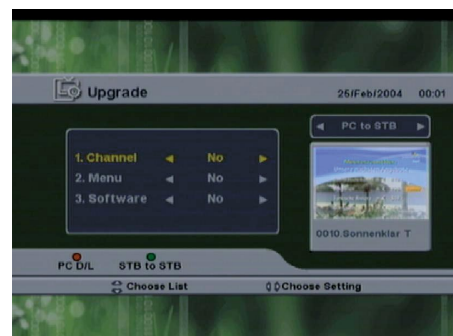 Upgrade
25/Feb/2004 00:01
PC to STB
1. Channel No
2. Menu No
3. Software No
0010.Sonnenklar T
PC D/L STB to STB
Choose List Choose Setting